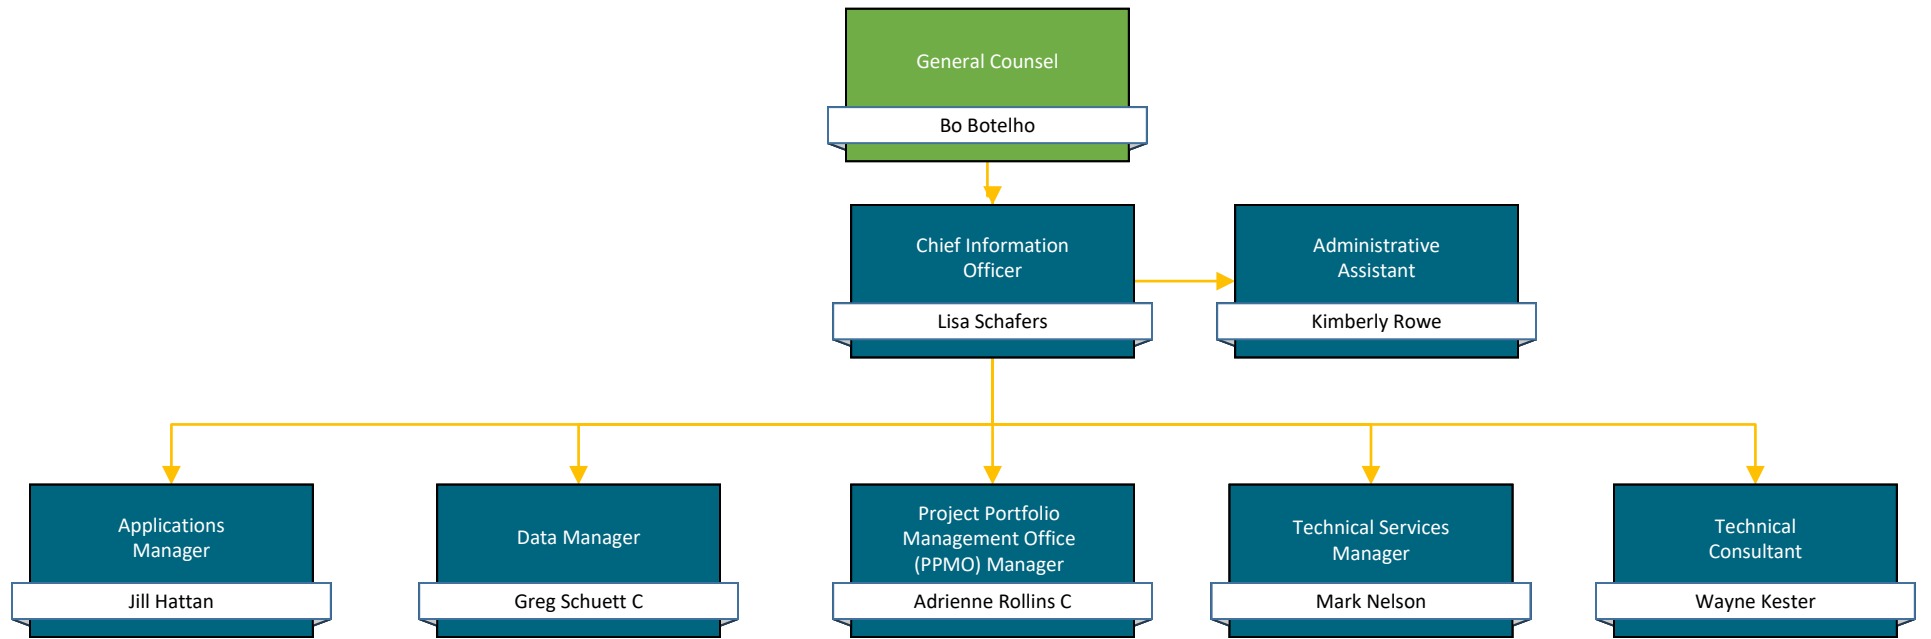 General Counsel
Bo Botelho
Chief Information
Officer
Lisa Schafers
Administrative
Assistant
Kimberly Rowe
Applications
Manager
Jill Hattan
Data Manager
Greg Schuett C
Project Portfolio
Management Office
(PPMO) Manager
Adrienne Rollins C
Technical Services
Manager
Mark Nelson
Technical
Consultant
Wayne Kester